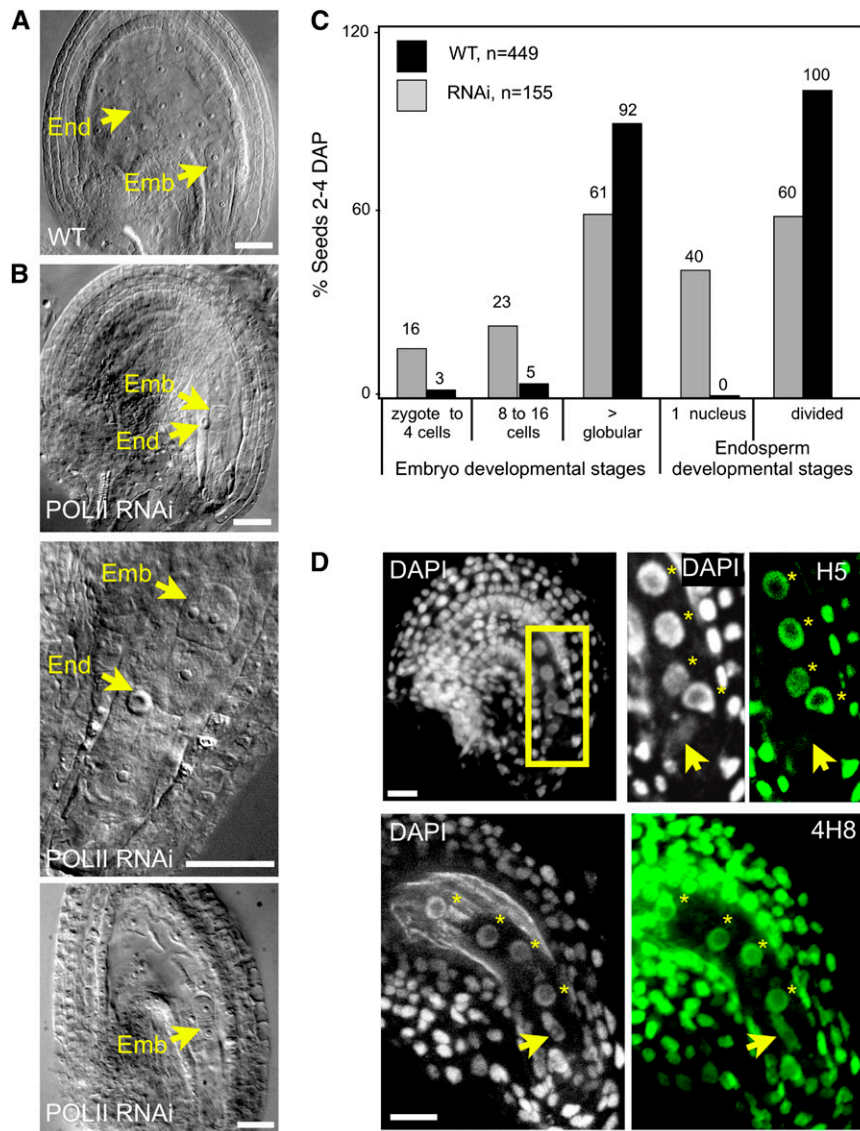 A
End
Emb
WT
B
Emb
End
POLII RNAi
Emb
End
POLII RNAi
Emb
POLII RNAi
C
% Seeds 2-4 DAP
120
60
0
WT, n=449
RNAi, n=155
16
3
23
5
61
92
40
0
60
100
zygote to
4 cells
8 to 16
cells
>
globular
1 nucleus
divided
Embryo developmental stages
Endosperm
developmental stages
D
DAPI
DAPI
*
*
*
*
H5
*
*
*
*
DAPI
*
*
*
*
4H8
*
*
*
*